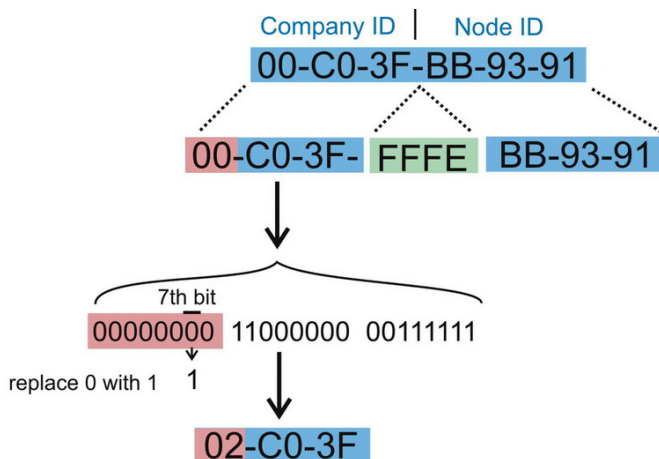 Company ID | Node ID
00-C0-3F-BB-93-91
00-C0-3F- FFFE BB-93-91
7th bit
00000000 11000000 00111111
replace 0 with 1 1
02-C0-3F